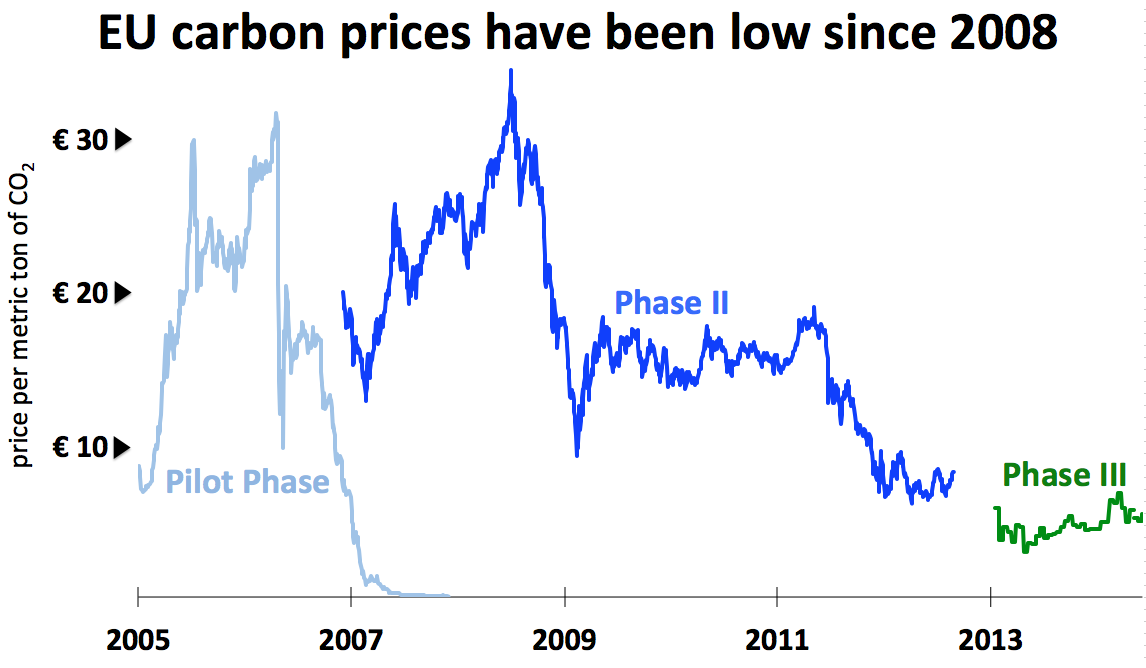 EU carbon prices have been low since 2008
price per metric ton of CO₂
€ 30
€ 20
€ 10
Phase II
Pilot Phase
Phase III
2005
2007
2009
2011
2013